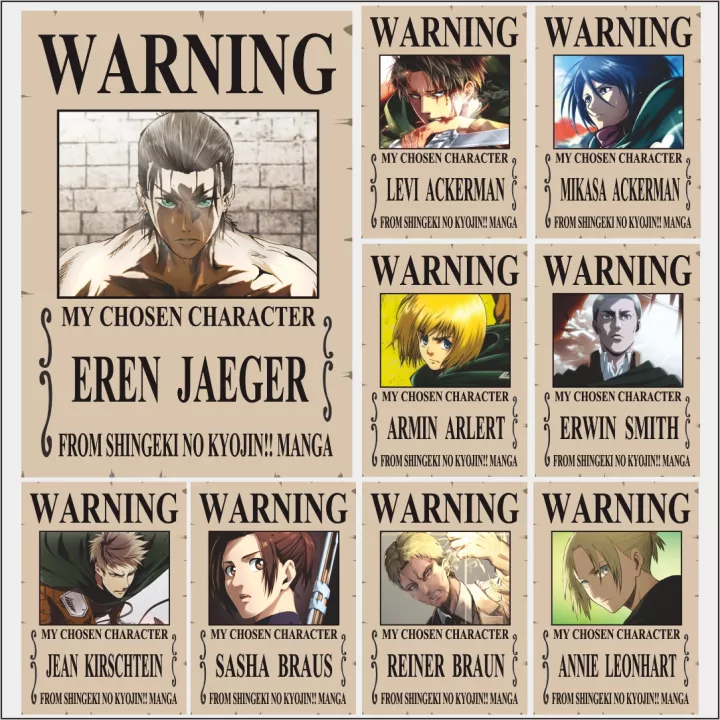 WARNING
MY CHOSEN CHARACTER
EREN JAEGER
FROM SHINGEKI NO KYOJIN!! MANGA
WARNING
MY CHOSEN CHARACTER
LEVI ACKERMAN
FROM SHINGEKI NO KYOJIN!! MANGA
WARNING
MY CHOSEN CHARACTER
MIKASA ACKERMAN
FROM SHINGEKI NO KYOJIN!! MANGA
WARNING
MY CHOSEN CHARACTER
ARMIN ARLERT
FROM SHINGEKI NO KYOJIN!! MANGA
WARNING
MY CHOSEN CHARACTER
ERWIN SMITH
FROM SHINGEKI NO KYOJIN!! MANGA
WARNING
MY CHOSEN CHARACTER
JEAN KIRSCHTEIN
FROM SHINGEKI NO KYOJIN!! MANGA
WARNING
MY CHOSEN CHARACTER
SASHA BRAUS
FROM SHINGEKI NO KYOJIN!! MANGA
WARNING
MY CHOSEN CHARACTER
REINER BRAUN
FROM SHINGEKI NO KYOJIN!! MANGA
WARNING
MY CHOSEN CHARACTER
ANNIE LEONHART
FROM SHINGEKI NO KYOJIN!! MANGA